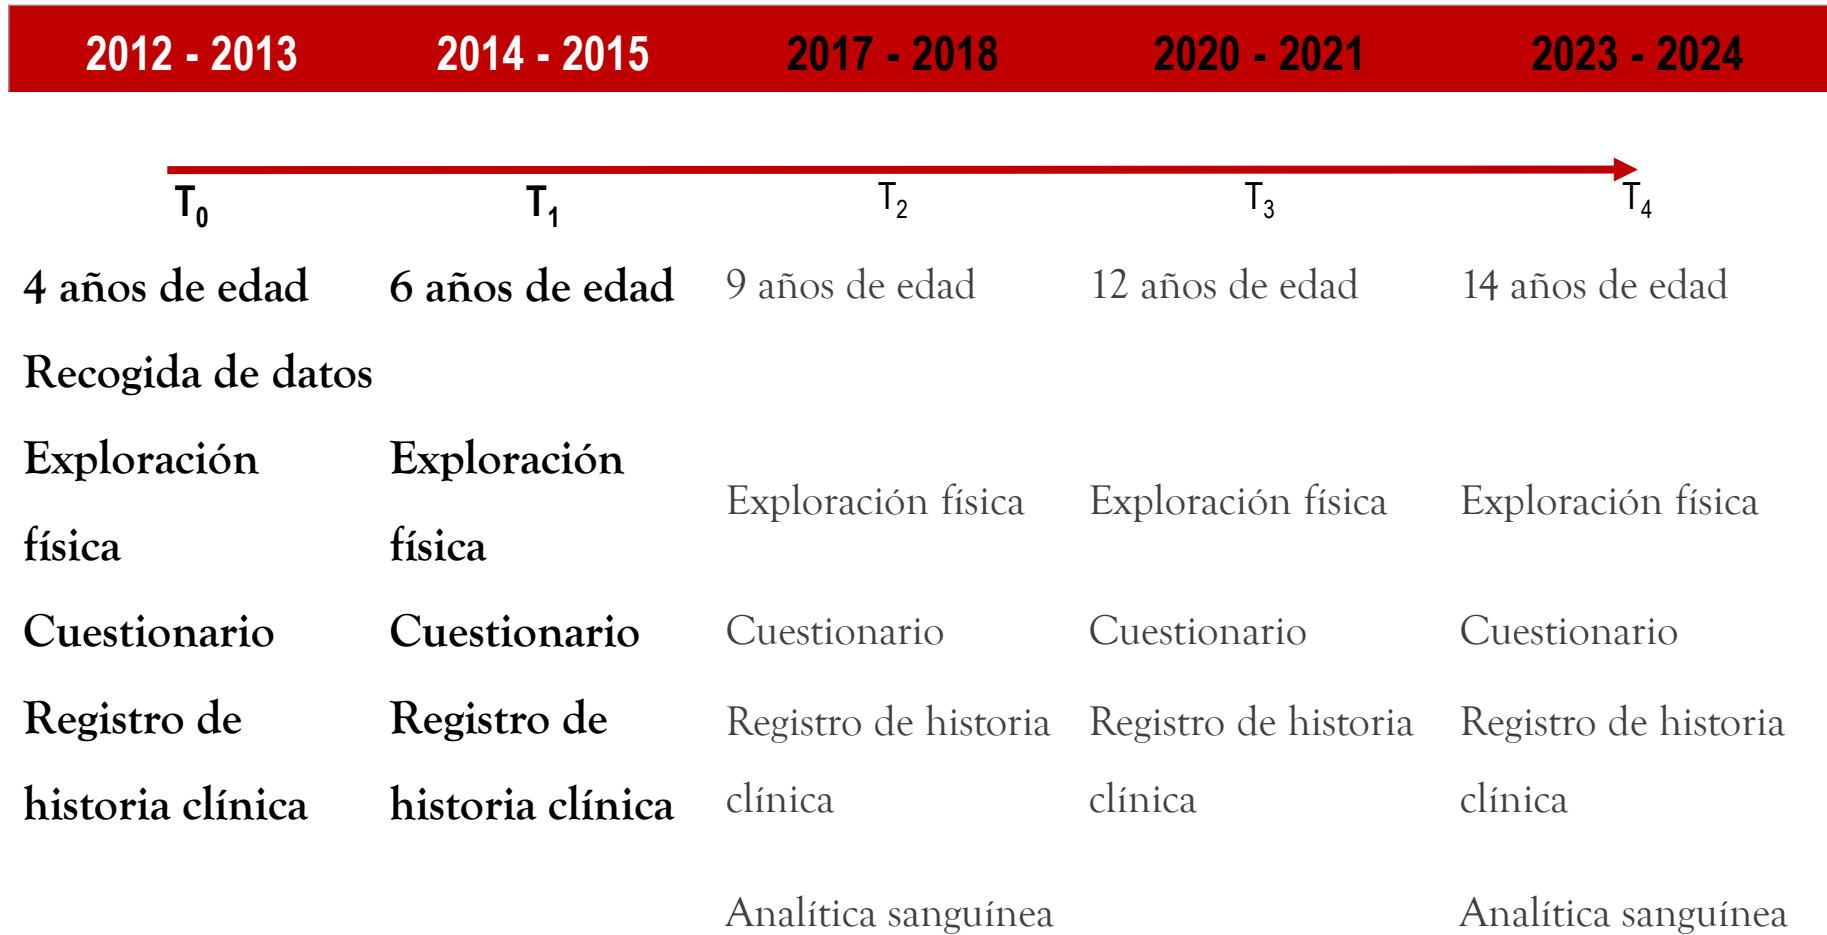 2012 - 2013 2014 - 2015 2017 - 2018 2020 - 2021 2023 - 2024
T0 T1 T2 T3 T4
4 años de edad 6 años de edad 9 años de edad 12 años de edad 14 años de edad
Recogida de datos
Exploración Exploración
Exploración física Exploración física Exploración física
física física
Cuestionario Cuestionario Cuestionario Cuestionario Cuestionario
Registro de Registro de Registro de historia Registro de historia Registro de historia
historia clínica historia clínica clínica clínica clínica
Analítica sanguínea Analítica sanguínea